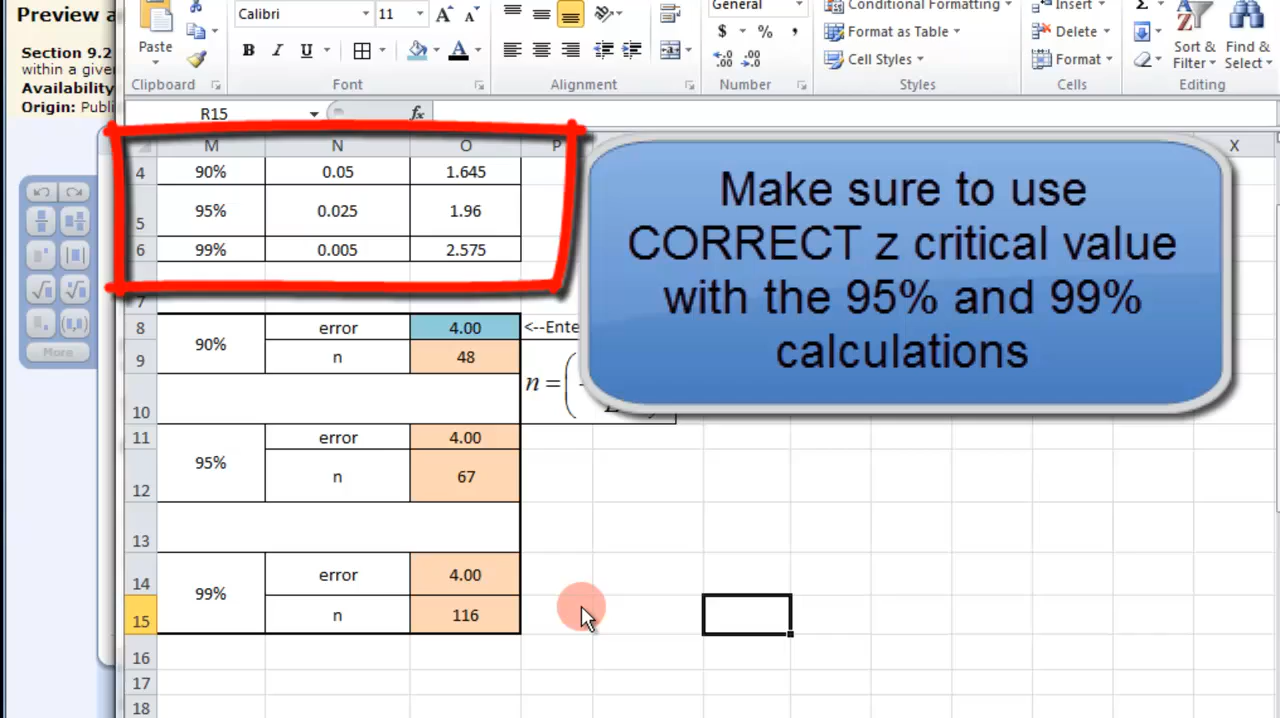 Preview a
Section 9.2
within a give
Availability
Origin: Publ
More
Paste
Clipboard
Calibri 11
B I U A
Font
Alignment
General
$ % ,
Number
Conditional Formatting
Format as Table
Cell Styles
Styles
Insert
Delete
Format
Cells
Σ
Sort & Find &
Filter Select
Editing
R15 fx
M N O P X
4 90% 0.05 1.645
5 95% 0.025 1.96
6 99% 0.005 2.575
7
8 error 4.00 <--Ente
90%
9 n 48
n = (
10
11 error 4.00
95%
12 n 67
13
14 error 4.00
99%
15 n 116
16
17
18
Make sure to use
CORRECT z critical value
with the 95% and 99%
calculations